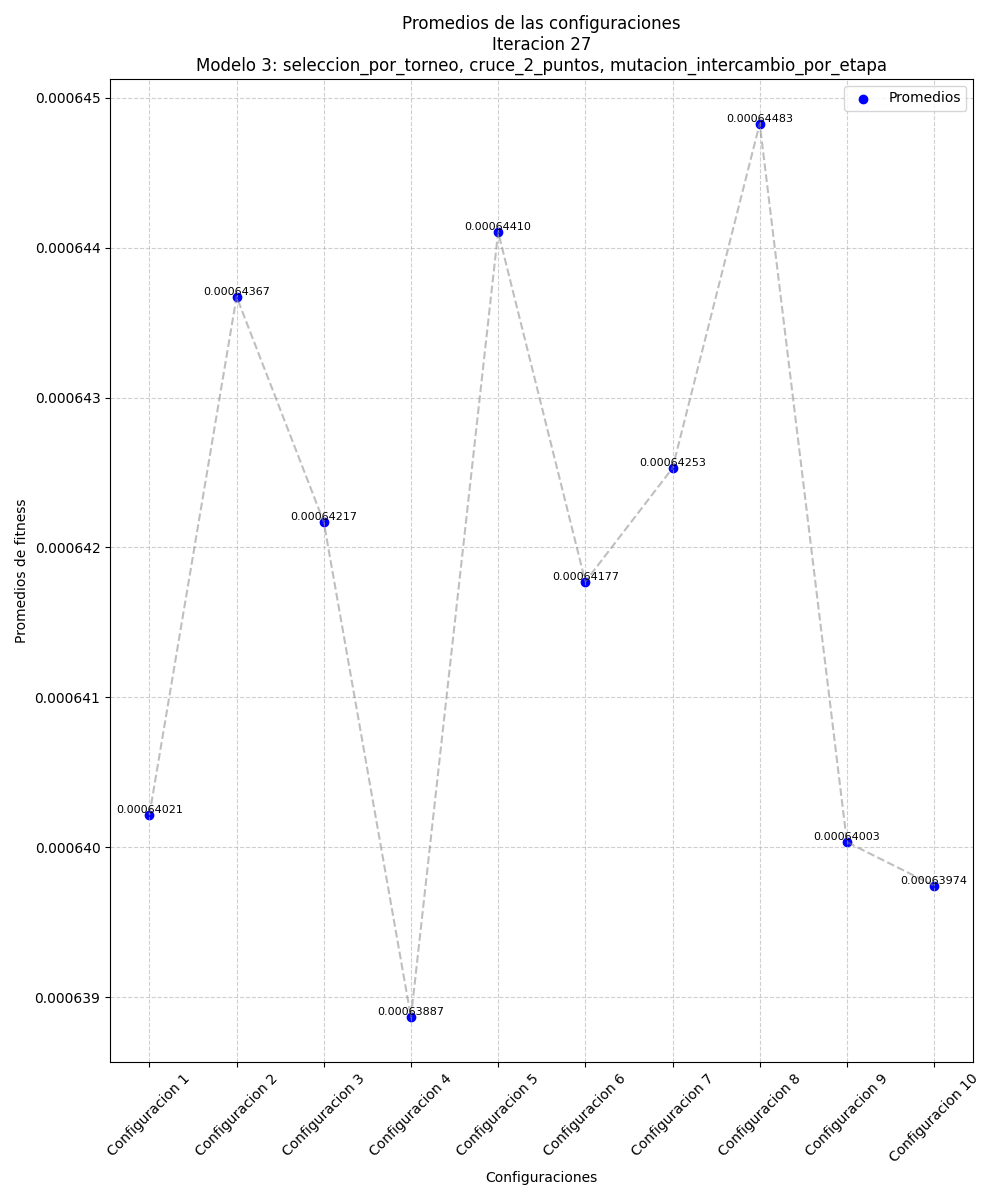 Promedios de las configuraciones
Iteracion 27
Modelo 3: seleccion_por_torneo, cruce_2_puntos, mutacion_intercambio_por_etapa
Promedios
0.000645
0.000644
0.000643
0.000642
0.000641
0.000640
0.000639
Promedios de fitness
0.00064021
0.00064367
0.00064217
0.00063887
0.00064410
0.00064177
0.00064253
0.00064483
0.00064003
0.00063974
Configuracion 1
Configuracion 2
Configuracion 3
Configuracion 4
Configuracion 5
Configuracion 6
Configuracion 7
Configuracion 8
Configuracion 9
Configuracion 10
Configuraciones